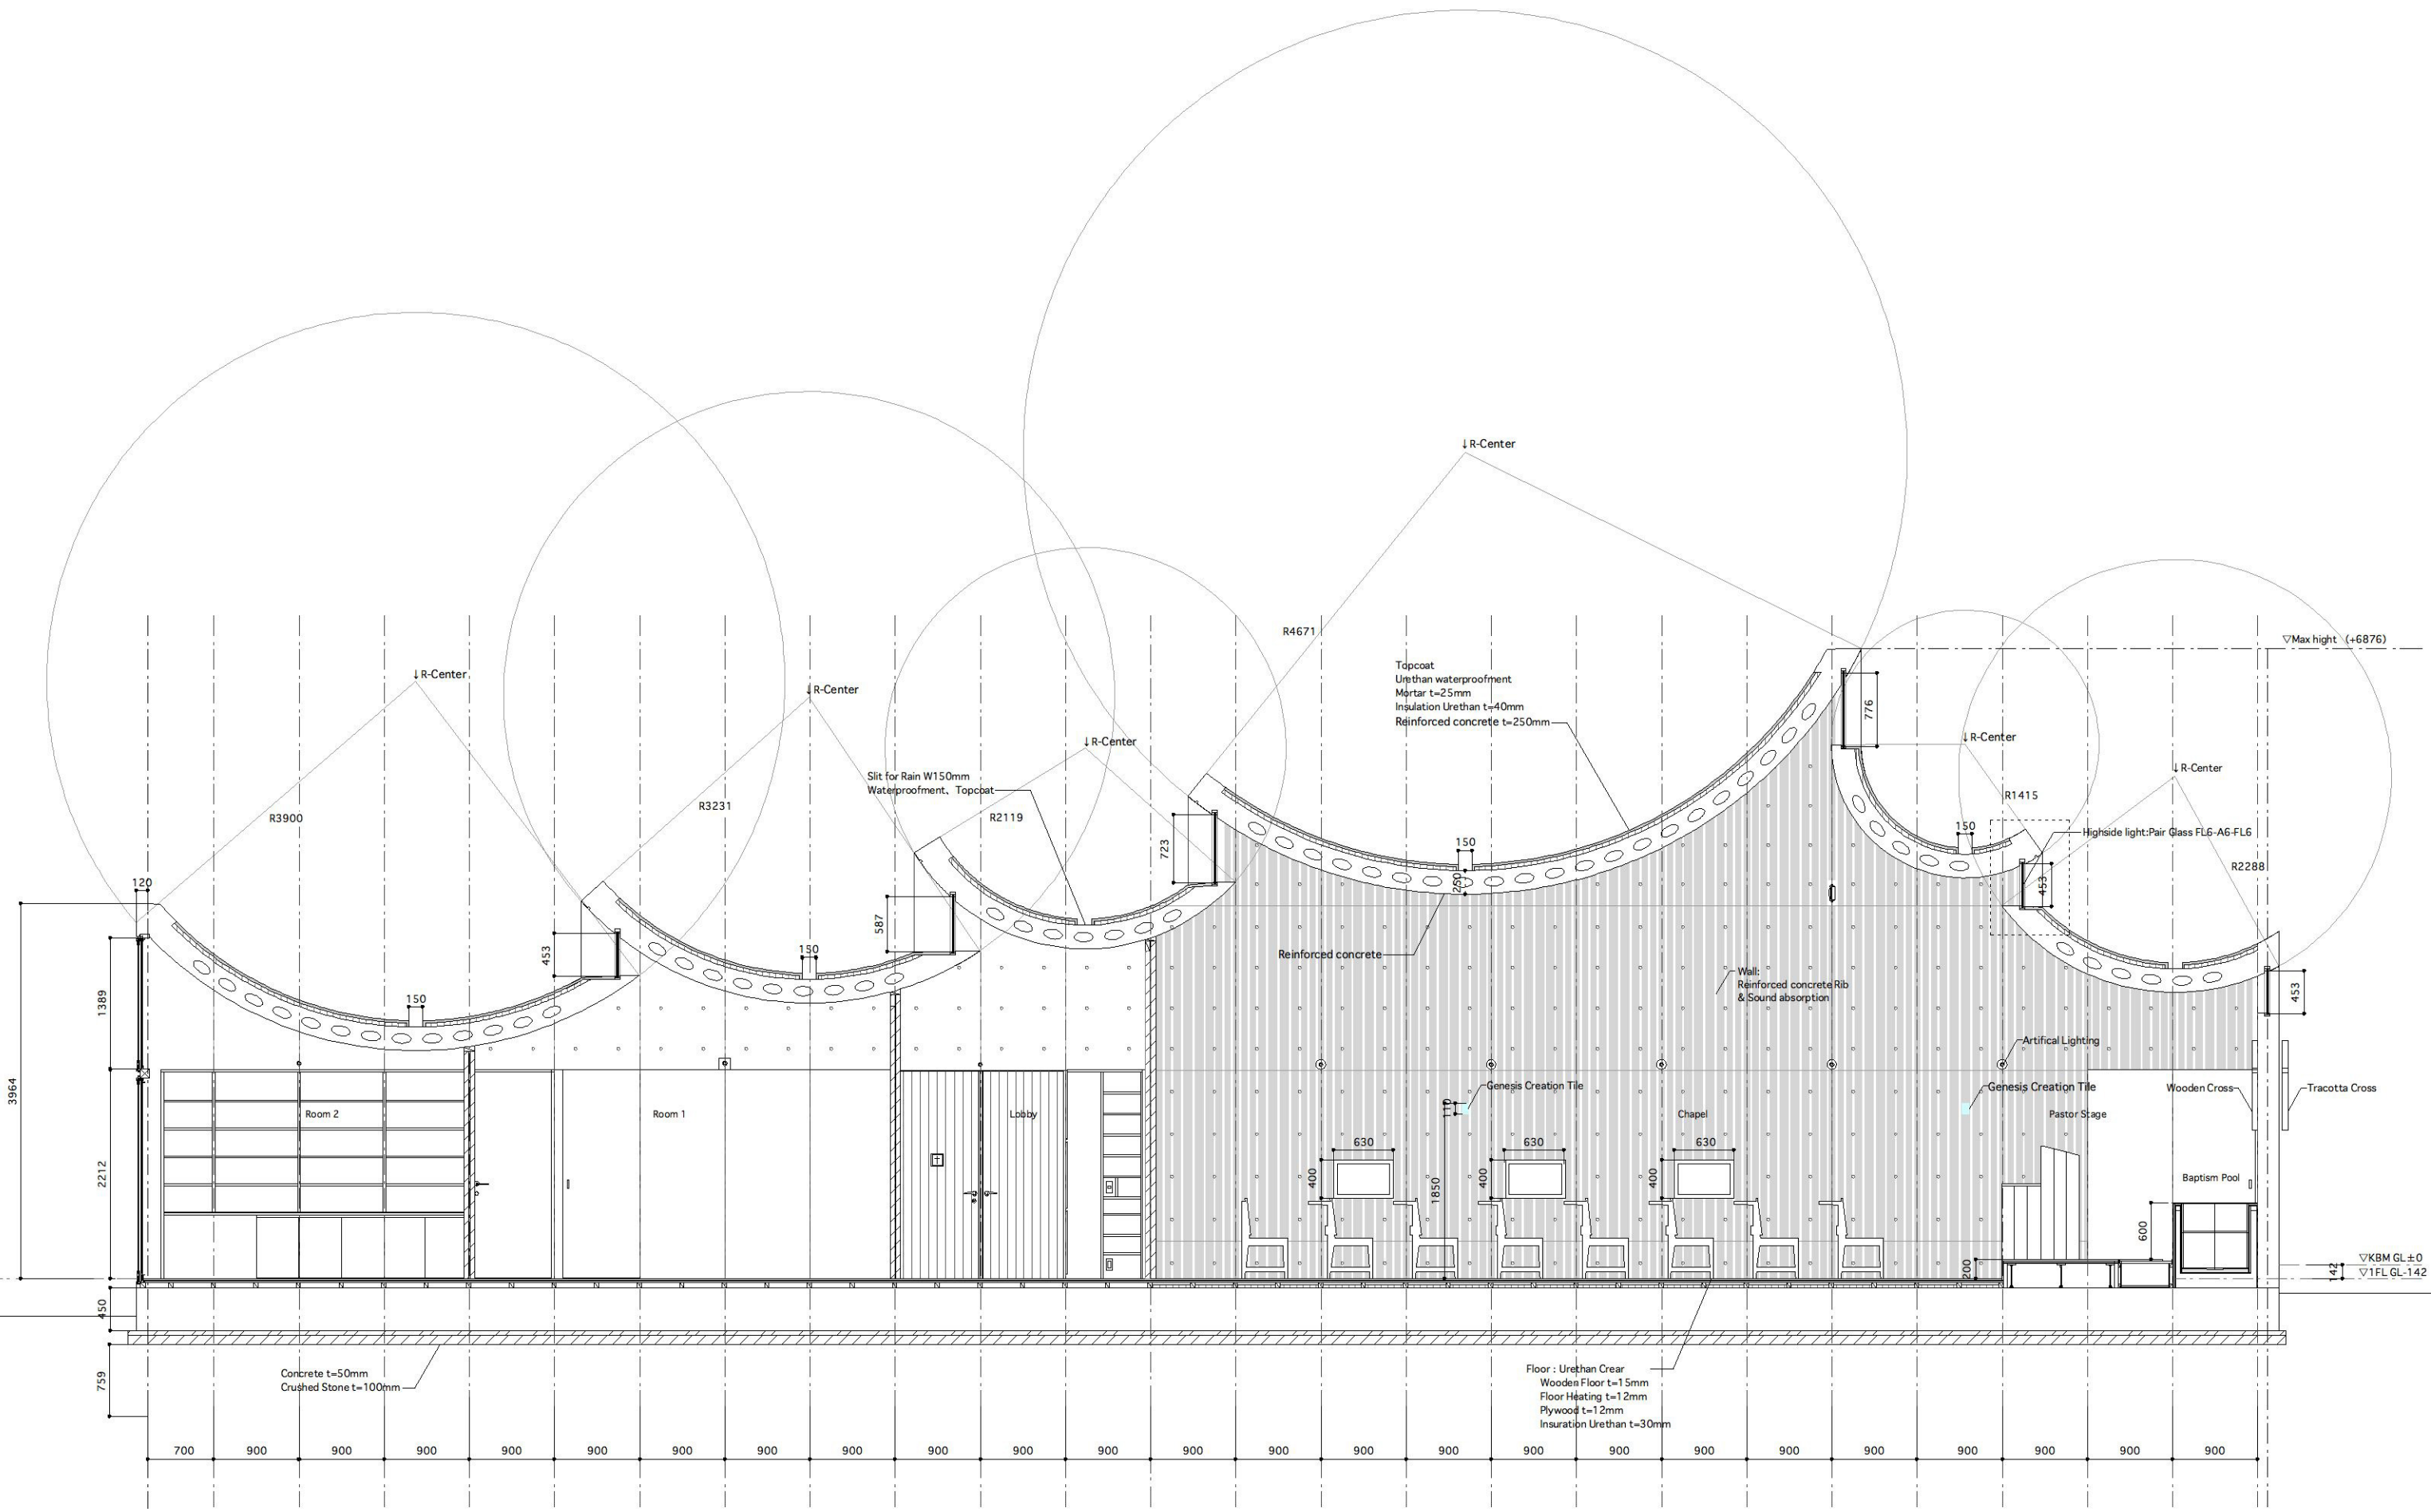 ↓R-Center
▽Max hight (+6876)
R4671
Topcoat
Urethan waterproofment
Mortar t=25mm
Insulation Urethan t=40mm
Reinforced concrete t=250mm
↓R-Center
↓R-Center
776
↓R-Center
↓R-Center
↓R-Center
Slit for Rain W150mm
Waterproofment、Topcoat
R3900
R3231
R2119
R1415
150
Highside light:Pair Glass FL6-A6-FL6
723
150
R2288
120
250
453
587
453
150
Reinforced concrete
Wall:
Reinforced concrete Rib
& Sound absorption
453
1389
150
Artifical Lighting
3964
Genesis Creation Tile
Genesis Creation Tile
Wooden Cross
Tracotta Cross
110
Room 2
Room 1
Lobby
Chapel
Pastor Stage
630
630
630
2212
400
400
400
1850
Baptism Pool
600
200
▽KBM GL±0
142
▽1FL GL-142
450
759
Concrete t=50mm
Crushed Stone t=100mm
Floor : Urethan Crear
Wooden Floor t=15mm
Floor Heating t=12mm
Plywood t=12mm
Insuration Urethan t=30mm
700 900 900 900 900 900 900 900 900 900 900 900 900 900 900 900 900 900 900 900 900 900 900 900 900